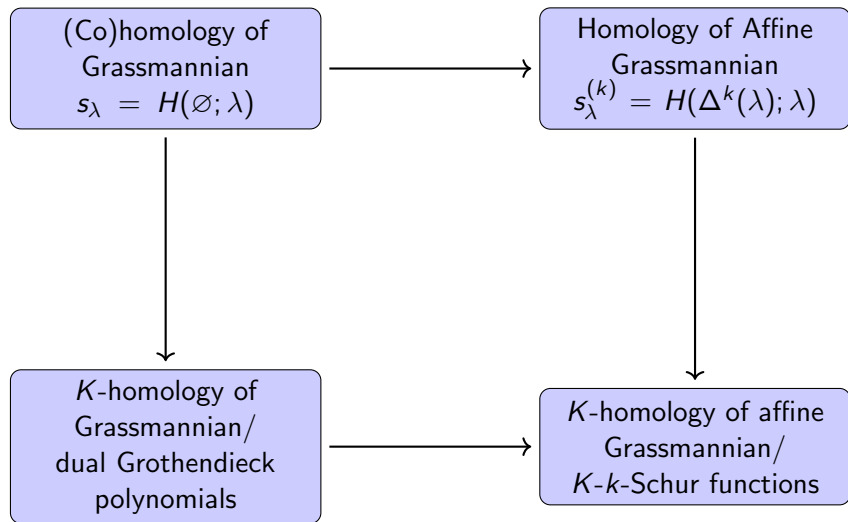 (Co)homology of
Grassmannian
s_λ = H(∅; λ)
Homology of Affine
Grassmannian
s_λ^{(k)} = H(Δ^k(λ); λ)
K-homology of
Grassmannian/
dual Grothendieck
polynomials
K-homology of affine
Grassmannian/
K-k-Schur functions